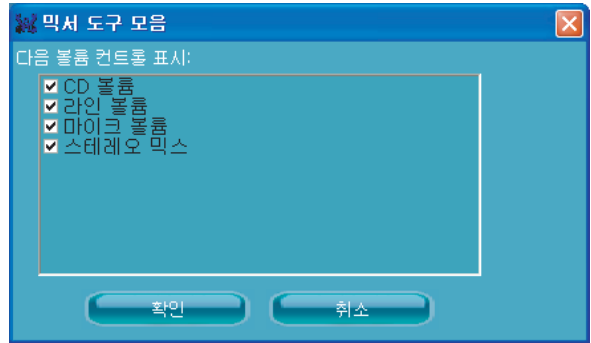 믹서 도구 모음
다음 볼륨 컨트롤 표시:
CD 볼륨
라인 볼륨
마이크 볼륨
스테레오 믹스
확인
취소